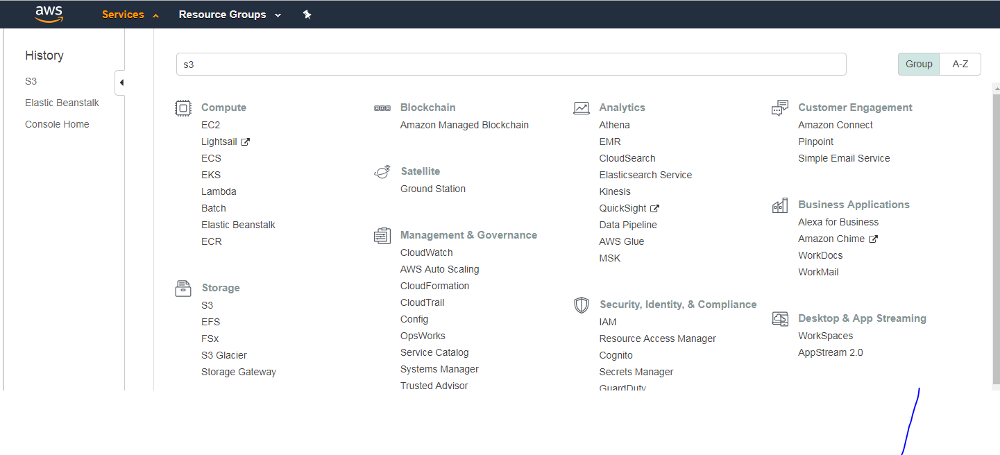 aws
Services
Resource Groups
History
S3
Elastic Beanstalk
Console Home
s3
Group
A-Z
Compute
EC2
Lightsail
ECS
EKS
Lambda
Batch
Elastic Beanstalk
ECR
Storage
S3
EFS
FSx
S3 Glacier
Storage Gateway
Blockchain
Amazon Managed Blockchain
Satellite
Ground Station
Management & Governance
CloudWatch
AWS Auto Scaling
CloudFormation
CloudTrail
Config
OpsWorks
Service Catalog
Systems Manager
Trusted Advisor
Analytics
Athena
EMR
CloudSearch
Elasticsearch Service
Kinesis
QuickSight
Data Pipeline
AWS Glue
MSK
Security, Identity, & Compliance
IAM
Resource Access Manager
Cognito
Secrets Manager
GuardDuty
Customer Engagement
Amazon Connect
Pinpoint
Simple Email Service
Business Applications
Alexa for Business
Amazon Chime
WorkDocs
WorkMail
Desktop & App Streaming
WorkSpaces
AppStream 2.0